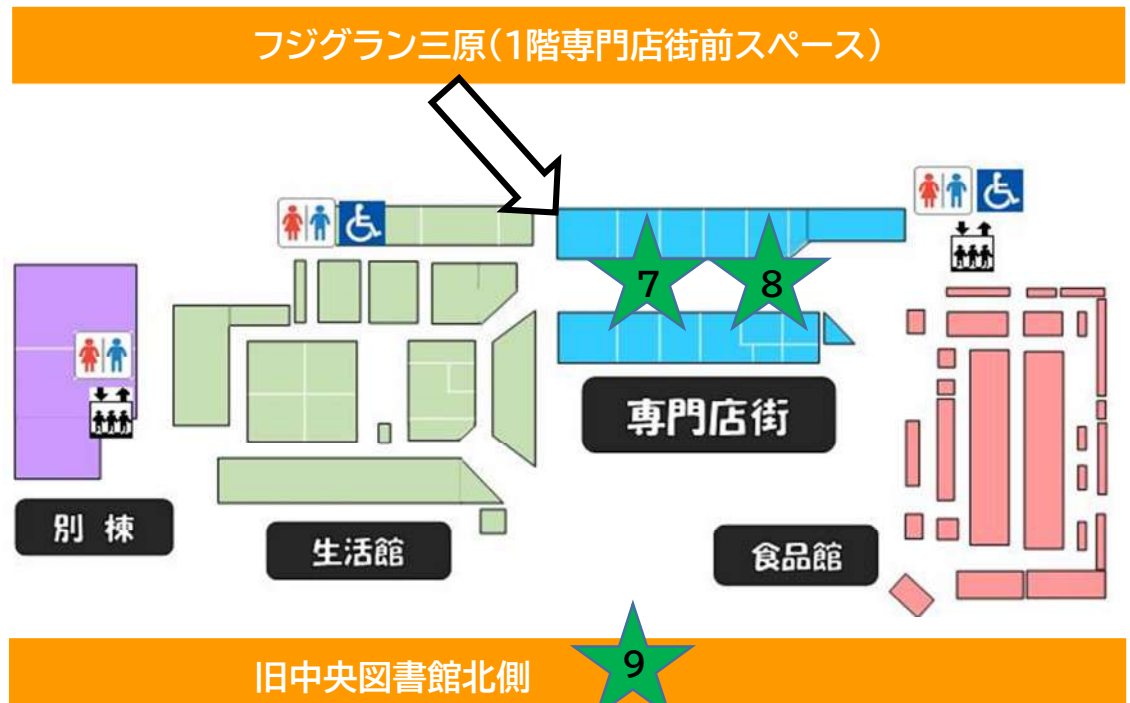 フジグラン三原(1階専門店街前スペース)
7
8
専門店街
別棟
生活館
食品館
旧中央図書館北側
9